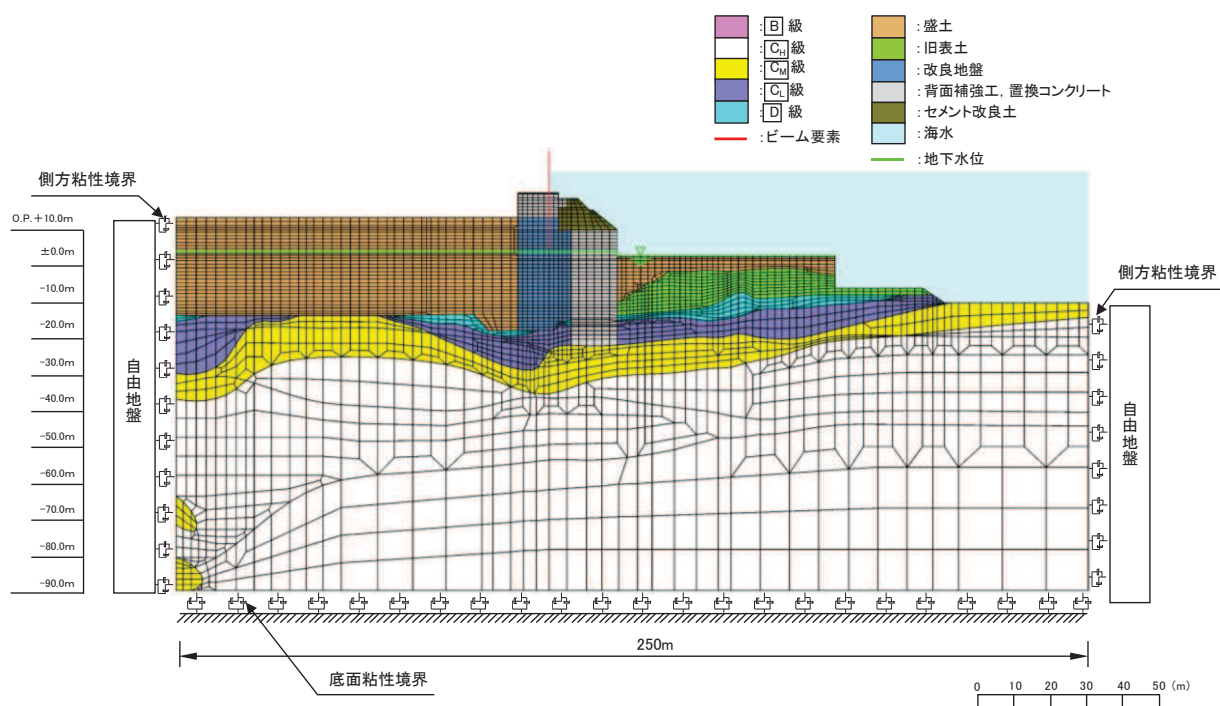 :B 級
:CH級
:CM級
:CL級
:D 級
:ビーム要素
:盛土
:旧表土
:改良地盤
:背面補強工，置換コンクリート
:セメント改良土
:海水
:地下水位
側方粘性境界
O.P.+10.0m
±0.0m
-10.0m
-20.0m
-30.0m
-40.0m
-50.0m
-60.0m
-70.0m
-80.0m
-90.0m
自由地盤
側方粘性境界
自由地盤
250m
底面粘性境界
0 10 20 30 40 50 (m)